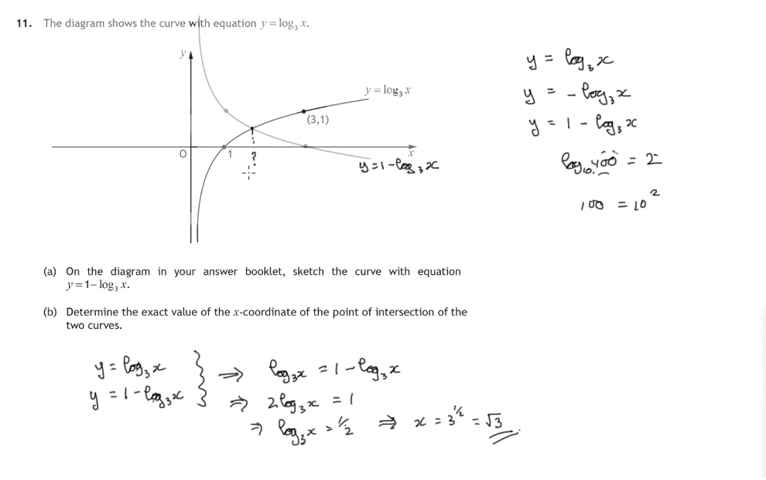 11. The diagram shows the curve with equation y = log₃ x.
y
y = log₃ x
(3,1)
0
1
?
x
y = 1 - log₃ x
y = log₃ x
y = - log₃ x
y = 1 - log₃ x
log₁₀ 100 = 2
100 = 10²
(a) On the diagram in your answer booklet, sketch the curve with equation
y = 1 – log₃ x.
(b) Determine the exact value of the x-coordinate of the point of intersection of the
two curves.
y = log₃ x } ⇒ log₃ x = 1 - log₃ x
y = 1 - log₃ x } ⇒ 2 log₃ x = 1
⇒ log₃ x = 1/2 ⇒ x = 3^½ = √3